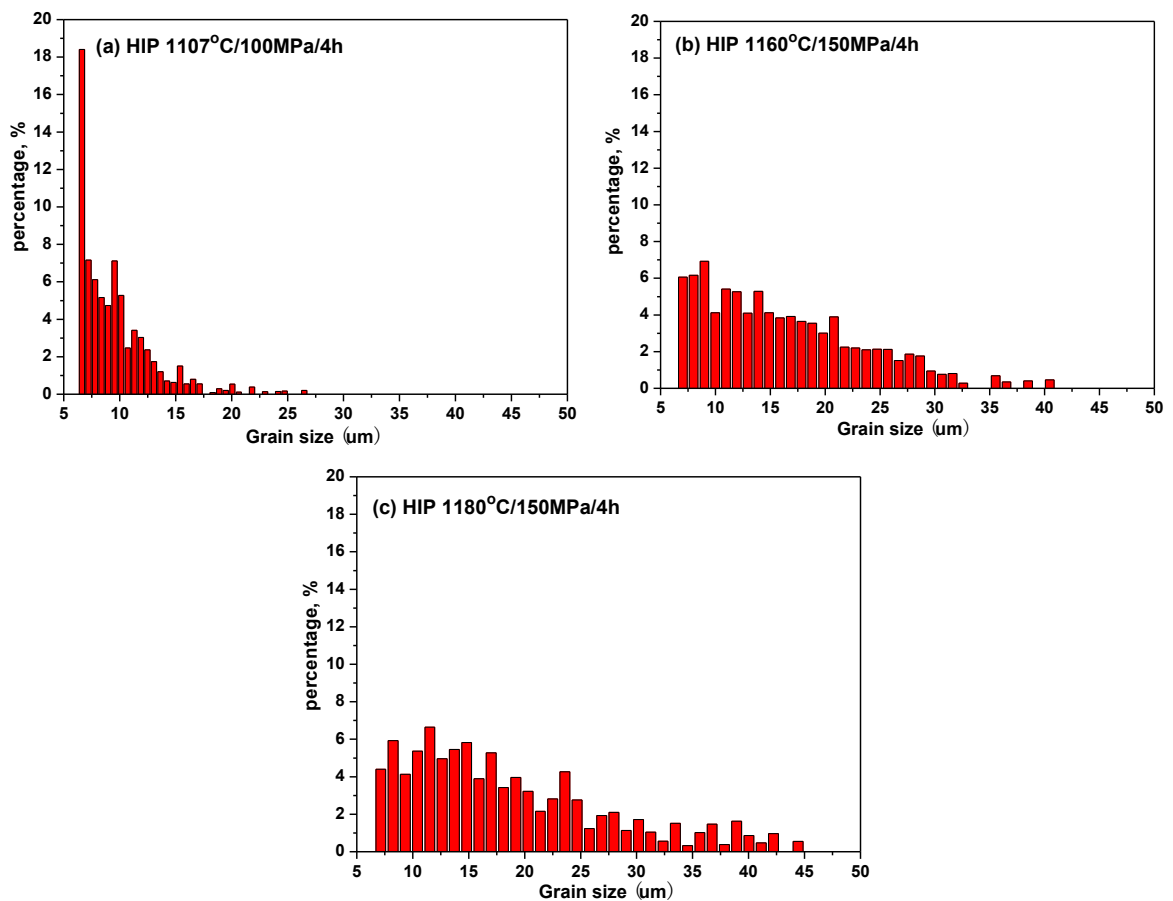 (a) HIP 1107°C/100MPa/4h
percentage, %
20
18
16
14
12
10
8
6
4
2
0
5 10 15 20 25 30 35 40 45 50
Grain size (um)
(b) HIP 1160°C/150MPa/4h
percentage, %
20
18
16
14
12
10
8
6
4
2
0
5 10 15 20 25 30 35 40 45 50
Grain size (um)
(c) HIP 1180°C/150MPa/4h
percentage, %
20
18
16
14
12
10
8
6
4
2
0
5 10 15 20 25 30 35 40 45 50
Grain size (um)